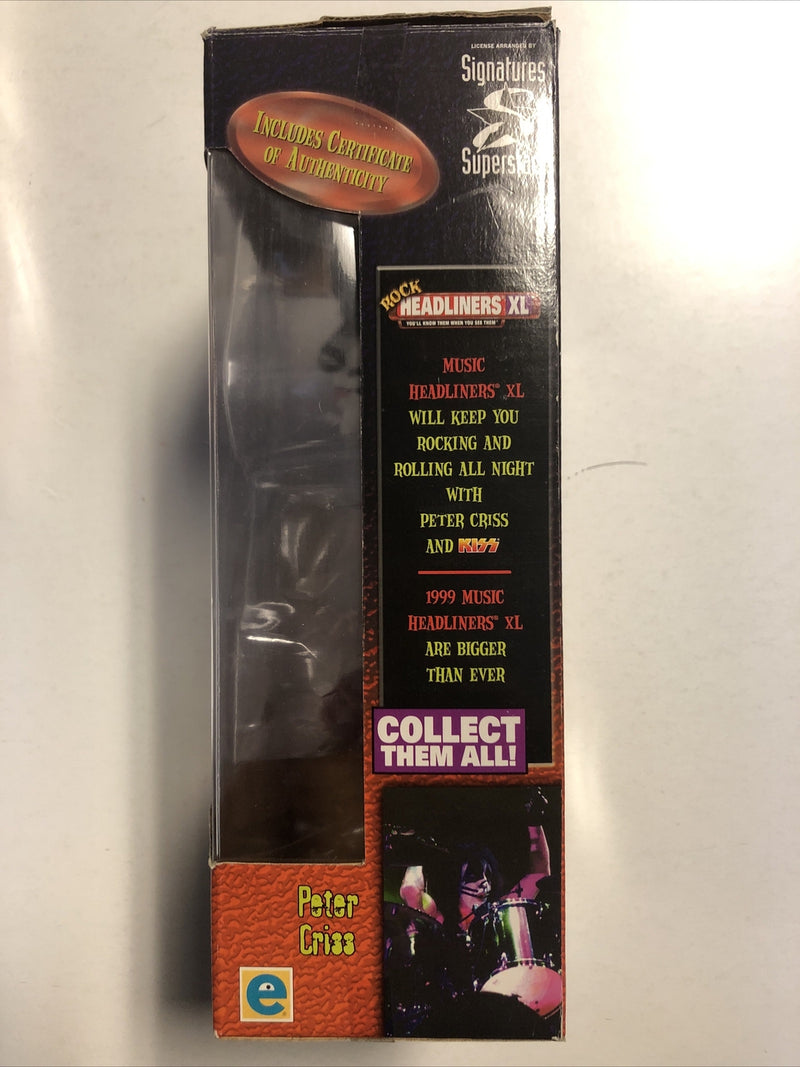 LICENSE ARRANGED BY
Signatures
INCLUDES CERTIFICATE
OF AUTHENTICITY
ROCK
HEADLINERS XL
YOU'LL KNOW THEM WHEN YOU SEE THEM
MUSIC
HEADLINERS® XL
WILL KEEP YOU
ROCKING AND
ROLLING ALL NIGHT
WITH
PETER CRISS
AND KISS
1999 MUSIC
HEADLINERS® XL
ARE BIGGER
THAN EVER
COLLECT
THEM ALL!
Peter
Criss
e